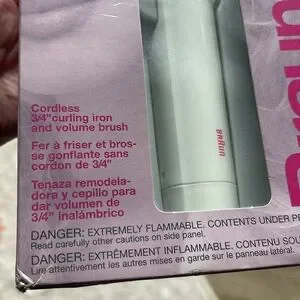 Cordless
3/4"curling iron
and volume brush
Fer à friser et bros-
se gonflante sans
cordon de 3/4"
Tenaza remodela-
dora y cepillo para
dar volumen de
3/4" inalámbrico
BRAUN
DANGER: EXTREMELY FLAMMABLE. CONTENTS UNDER
Read carefully other cautions on side panel.
DANGER: EXTRÊMEMENT INFLAMMABLE. CONTENU
Lire attentivement les autres mises en garde sur le panneau latéral.